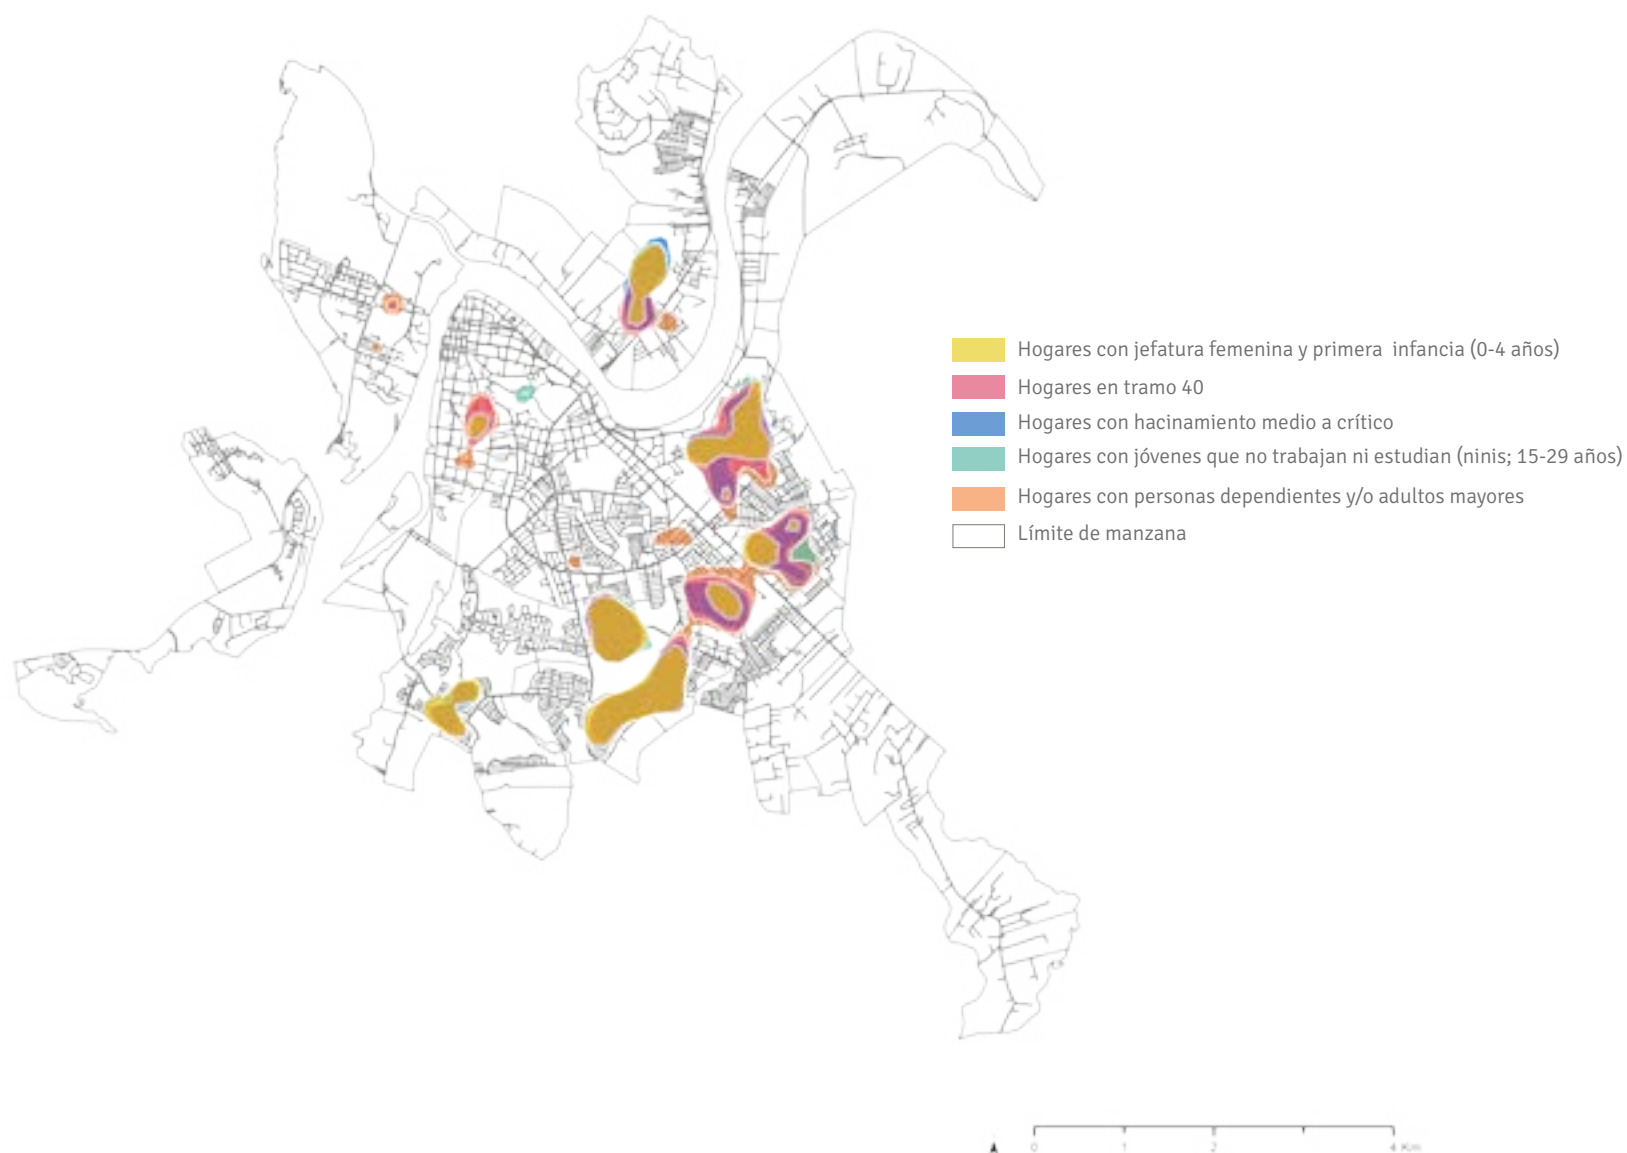 Hogares con jefatura femenina y primera infancia (0-4 años)
Hogares en tramo 40
Hogares con hacinamiento medio a crítico
Hogares con jóvenes que no trabajan ni estudian (ninis; 15-29 años)
Hogares con personas dependientes y/o adultos mayores
Límite de manzana
0 1 2 4 Km